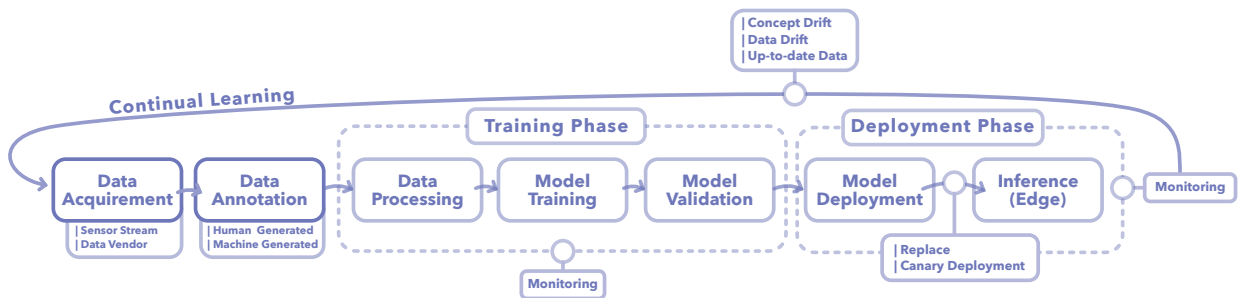 | Concept Drift
| Data Drift
| Up-to-date Data
Continual Learning
Training Phase
Deployment Phase
Data
Acquirement
| Sensor Stream
| Data Vendor
Data
Annotation
| Human Generated
| Machine Generated
Data
Processing
Model
Training
Model
Validation
Model
Deployment
Inference
(Edge)
Monitoring
| Replace
| Canary Deployment
Monitoring